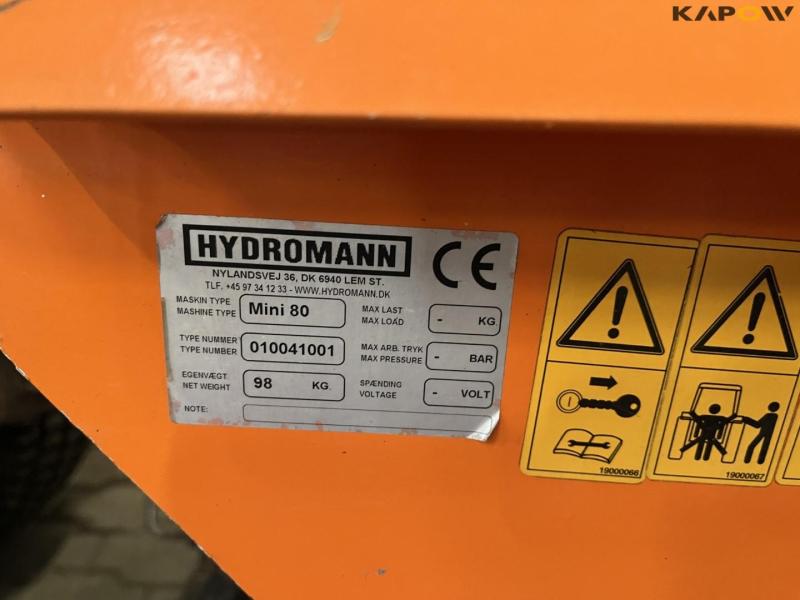 KAPOW
HYDROMANN
CE
NYLANDSVEJ 36, DK 6940 LEM ST.
TLF. +45 97 34 12 33 - WWW.HYDROMANN.DK
MASKIN TYPE
MASHINE TYPE
Mini 80
MAX LAST
MAX LOAD
- KG.
TYPE NUMMER
TYPE NUMBER
010041001
MAX ARB. TRYK
MAX PRESSURE
- BAR
EGENVÆGT
NET WEIGHT
98 KG.
SPÆNDING
VOLTAGE
- VOLT
NOTE:
19000066
19000067